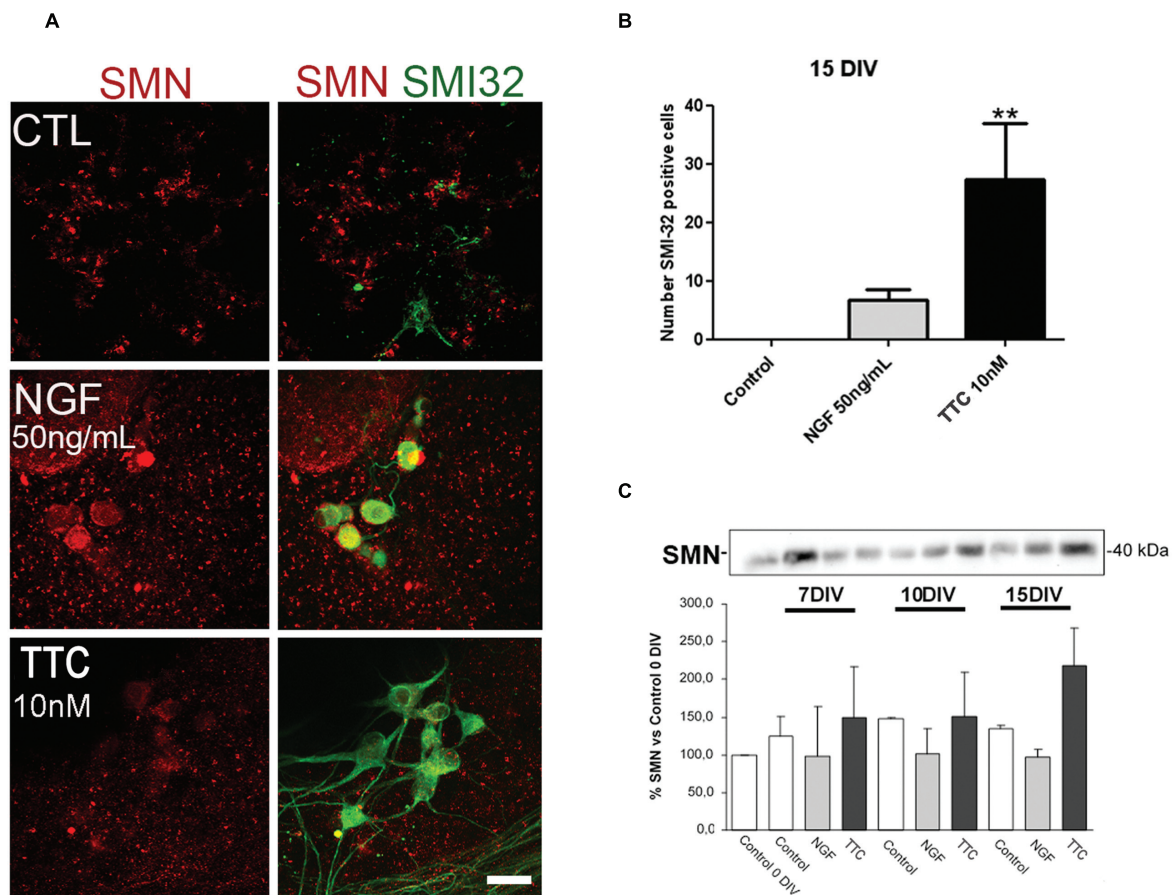 A
SMN
SMN SMI32
CTL
NGF
50ng/mL
TTC
10nM
B
15 DIV
Number SMI-32 positive cells
40
30
20
10
0
**
Control
NGF 50ng/mL
TTC 10nM
C
SMN-
-40 kDa
7DIV 10DIV 15DIV
% SMN vs Control 0 DIV
300,0
250,0
200,0
150,0
100,0
50,0
0,0
Control 0 DIV
Control
NGF
TTC
Control
NGF
TTC
Control
NGF
TTC